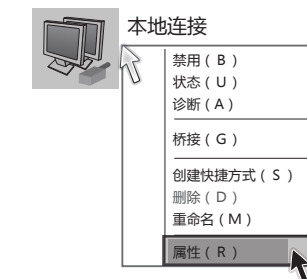 本地连接
禁用(B)
状态(U)
诊断(A)
桥接(G)
创建快捷方式(S)
删除(D)
重命名(M)
属性(R)